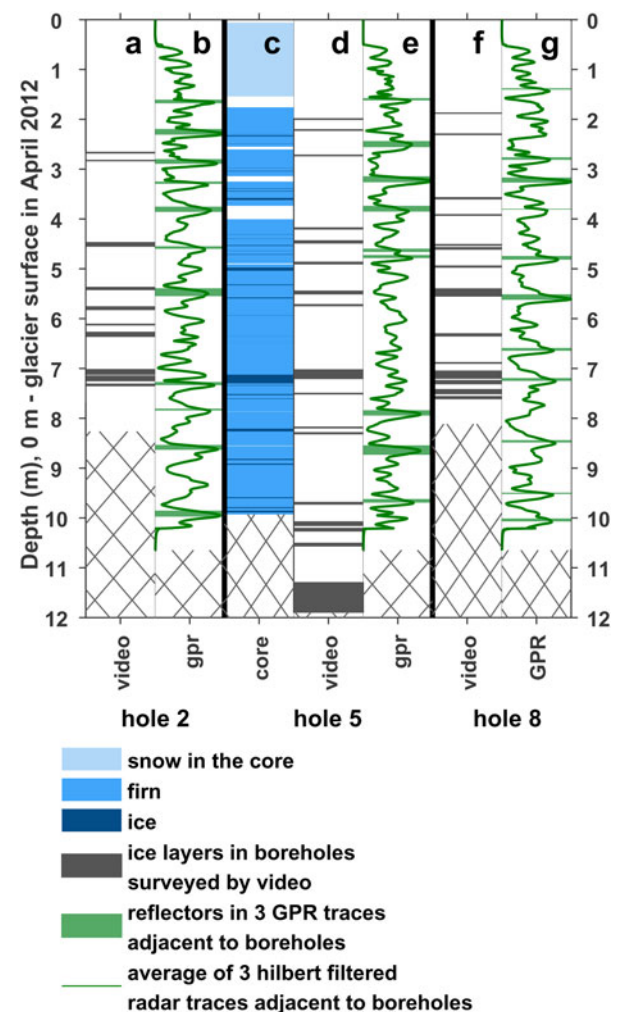 Depth (m), 0 m - glacier surface in April 2012
0 0
1 1
2 2
3 3
4 4
5 5
6 6
7 7
8 8
9 9
10 10
11 11
12 12
a b c d e f g
video gpr core video gpr video GPR
hole 2 hole 5 hole 8
snow in the core
firn
ice
ice layers in boreholes
surveyed by video
reflectors in 3 GPR traces
adjacent to boreholes
average of 3 hilbert filtered
radar traces adjacent to boreholes